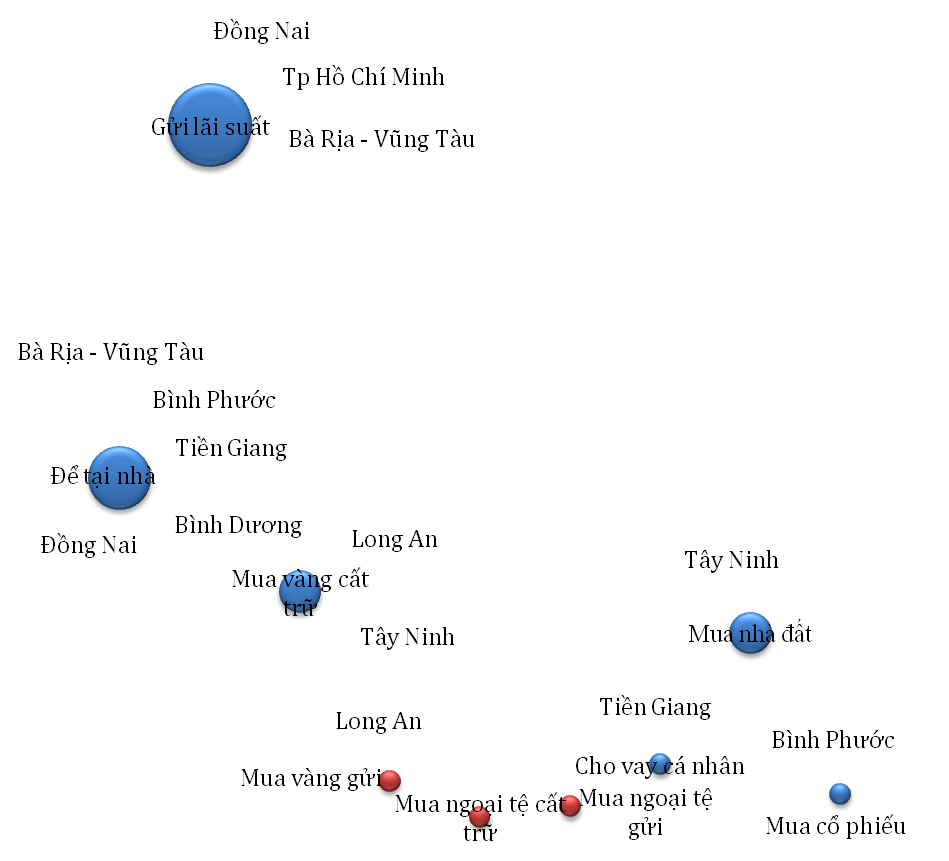 Đồng Nai
Tp Hồ Chí Minh
Gửi lãi suất
Bà Rịa - Vũng Tàu
Bà Rịa - Vũng Tàu
Bình Phước
Tiền Giang
Để tại nhà
Bình Dương
Đồng Nai
Long An
Tây Ninh
Mua vàng cất
trữ
Mua nhà đất
Tây Ninh
Tiền Giang
Long An
Bình Phước
Cho vay cá nhân
Mua vàng gửi
Mua ngoại tệ cất
trữ
Mua ngoại tệ
gửi
Mua cổ phiếu